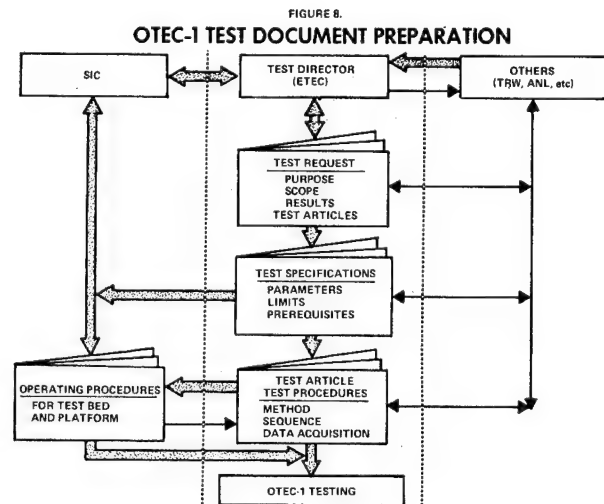 FIGURE 8.
OTEC-1 TEST DOCUMENT PREPARATION
SIC
TEST DIRECTOR
(ETEC)
OTHERS
(TRW, ANL, etc)
TEST REQUEST
PURPOSE
SCOPE
RESULTS
TEST ARTICLES
TEST SPECIFICATIONS
PARAMETERS
LIMITS
PREREQUISITES
OPERATING PROCEDURES
FOR TEST BED
AND PLATFORM
TEST ARTICLE
TEST PROCEDURES
METHOD
SEQUENCE
DATA ACQUISITION
OTEC-1 TESTING